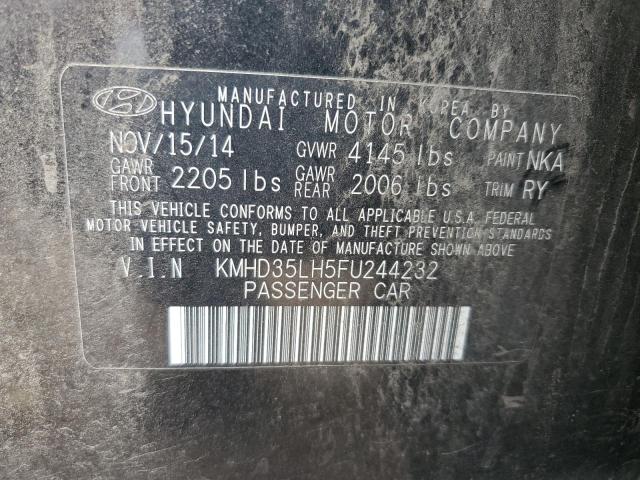 MANUFACTURED IN KOREA BY
HYUNDAI MOTOR COMPANY
NOV/15/14 GVWR 4145 lbs PAINT NKA
GAWR FRONT 2205 lbs GAWR REAR 2006 lbs TRIM RY
THIS VEHICLE CONFORMS TO ALL APPLICABLE U.S.A. FEDERAL
MOTOR VEHICLE SAFETY, BUMPER, AND THEFT PREVENTION STANDARDS
IN EFFECT ON THE DATE OF MANUFACTURE SHOWN ABOVE
V.I.N KMHD35LH5FU244232
PASSENGER CAR